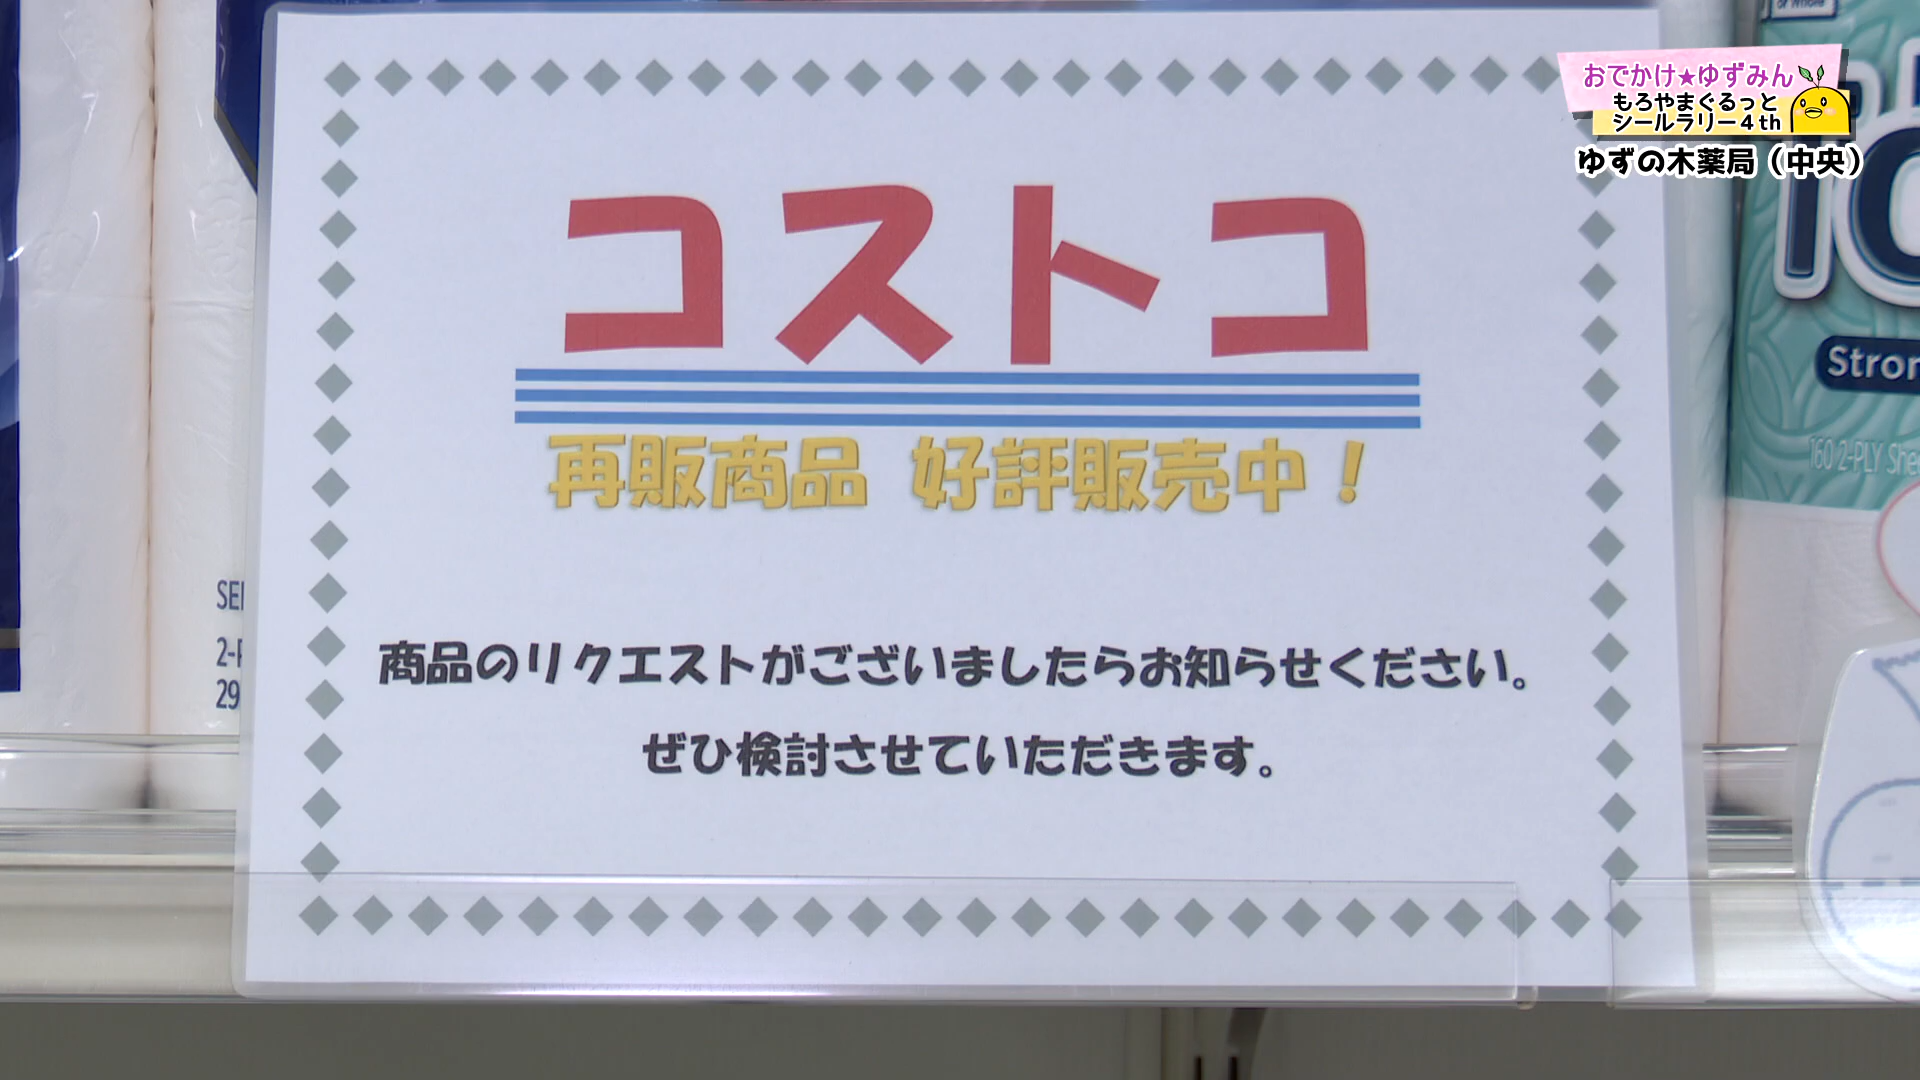 おでかけ★ゆずみん
もろやまぐるっと
シールラリー4th
ゆずの木薬局(中央)
コストコ
再販商品 好評販売中!
商品のリクエストがございましたらお知らせください。
ぜひ検討させていただきます。
160 2-PLY